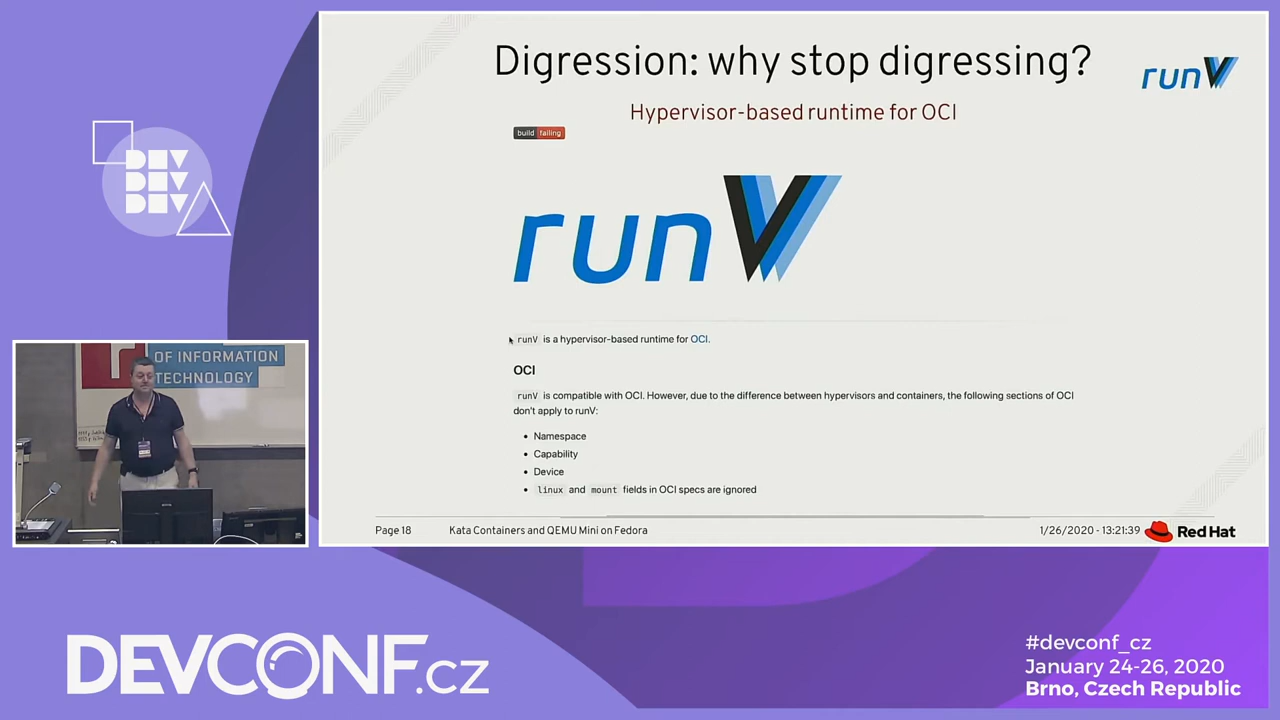 DEV
DEV
DEV
Digression: why stop digressing?
runV
Hypervisor-based runtime for OCI
build failing
runV
runV is a hypervisor-based runtime for OCI.
OCI
runV is compatible with OCI. However, due to the difference between hypervisors and containers, the following sections of OCI
don't apply to runV:
Namespace
Capability
Device
linux and mount fields in OCI specs are ignored
Page 18 Kata Containers and QEMU Mini on Fedora 1/26/2020 - 13:21:39 Red Hat
OF INFORMATION
TECHNOLOGY
DEVCONF.cz
#devconf_cz
January 24-26, 2020
Brno, Czech Republic